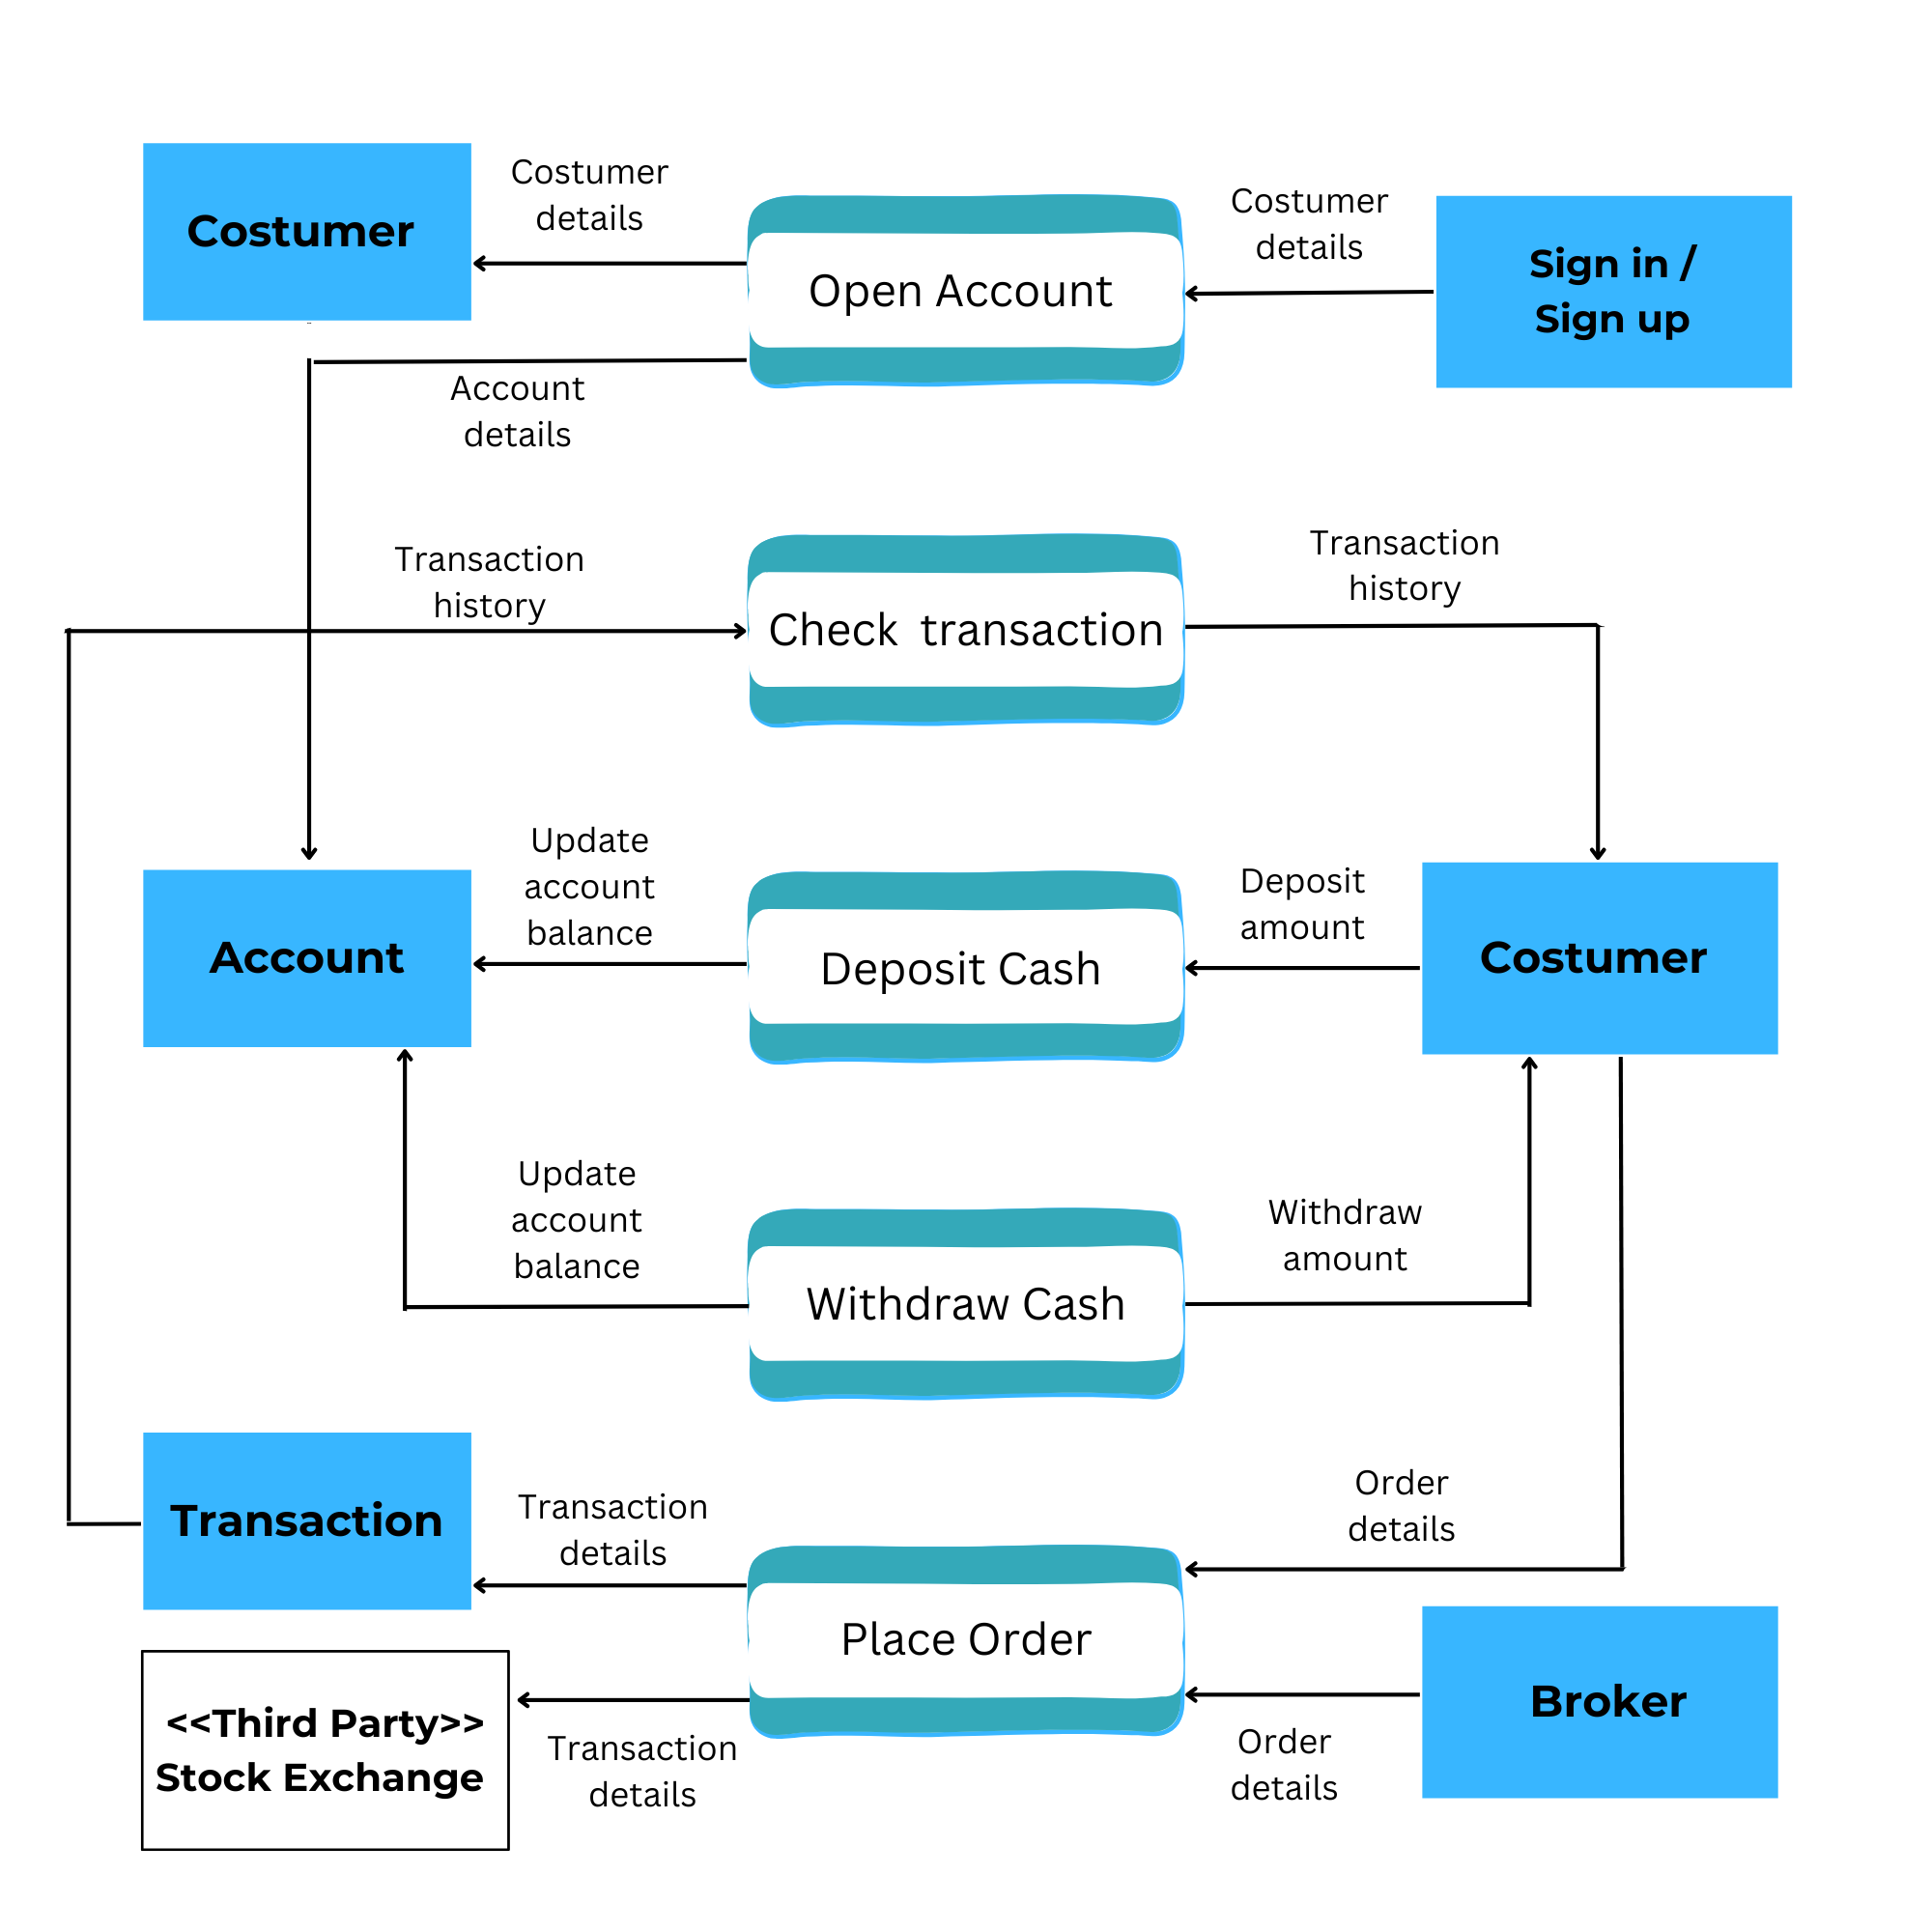 Costumer
Costumer
details
Open Account
Costumer
details
Sign in /
Sign up
Account
details
Transaction
history
Check  transaction
Transaction
history
Account
Update
account
balance
Deposit Cash
Deposit
amount
Costumer
Update
account
balance
Withdraw Cash
Withdraw
amount
Transaction
Transaction
details
Order
details
Place Order
<<Third Party>>
Stock Exchange
Transaction
details
Order
details
Broker